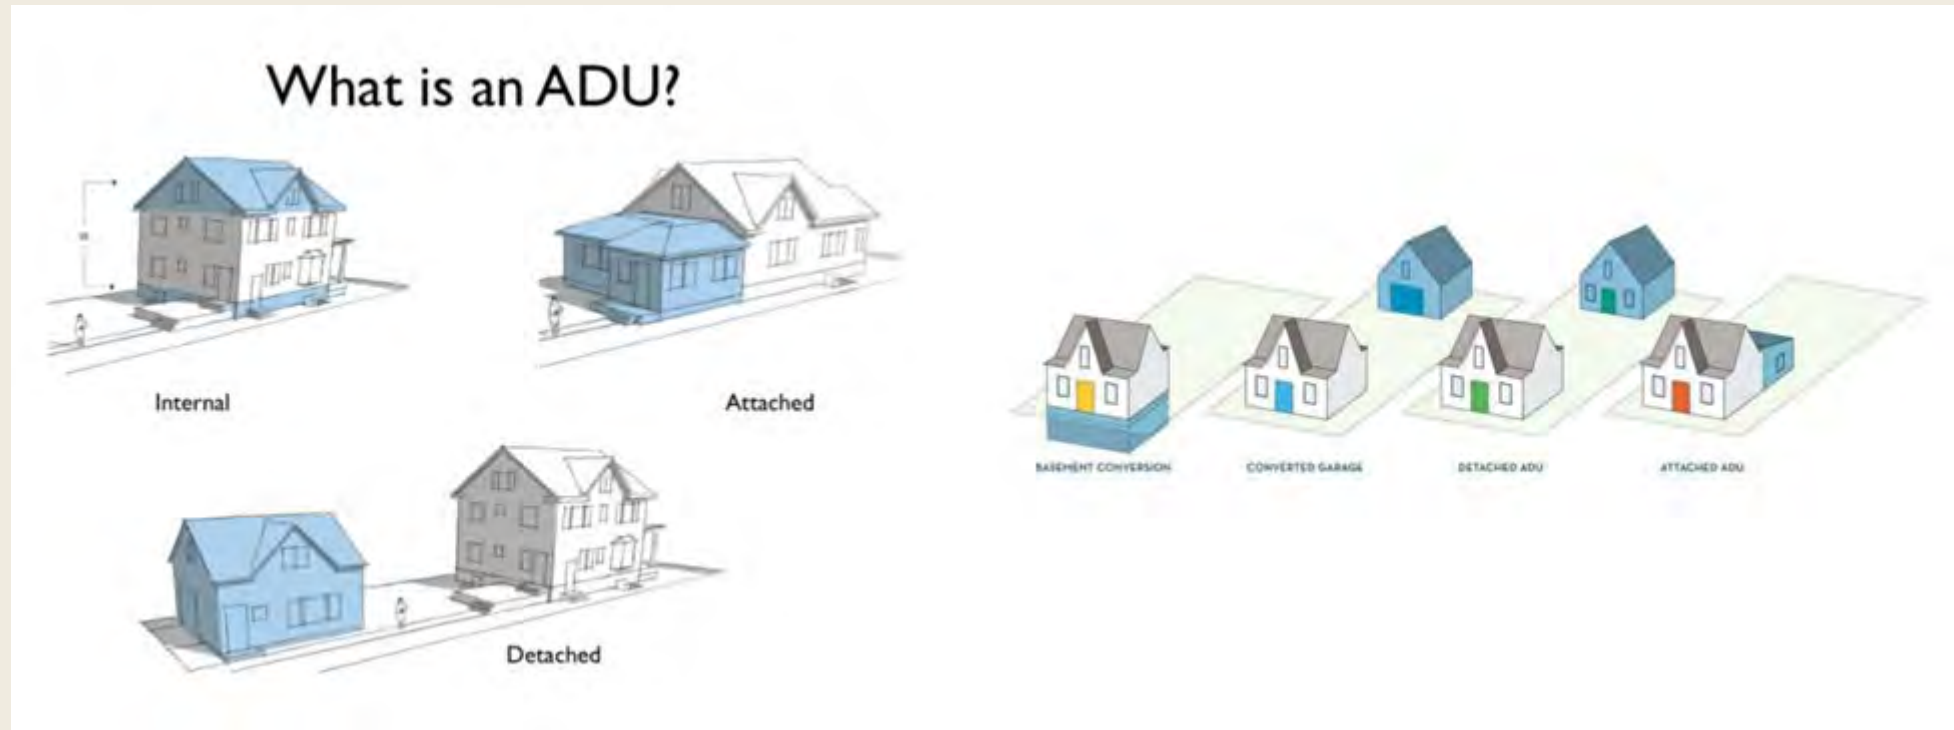 What is an ADU?
Internal
Attached
Detached
BASEMENT CONVERSION
CONVERTED GARAGE
DETACHED ADU
ATTACHED ADU